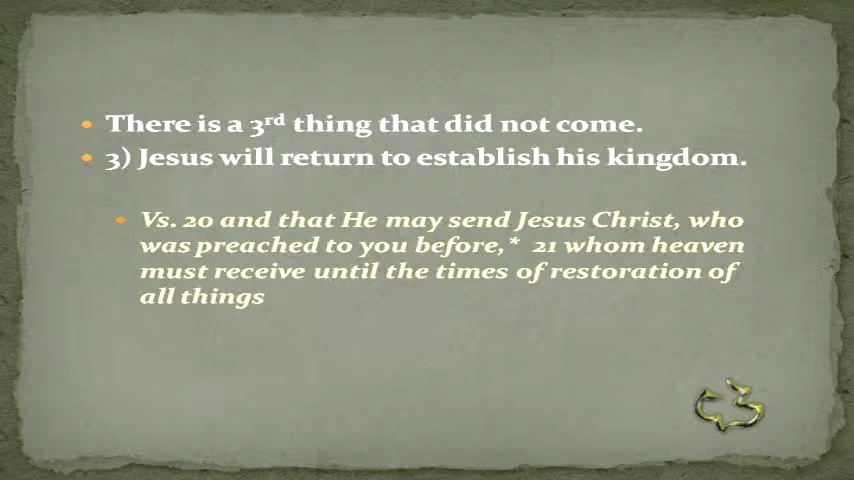 There is a 3rd thing that did not come.
3) Jesus will return to establish his kingdom.
Vs. 20 and that He may send Jesus Christ, who
was preached to you before,* 21 whom heaven
must receive until the times of restoration of
all things